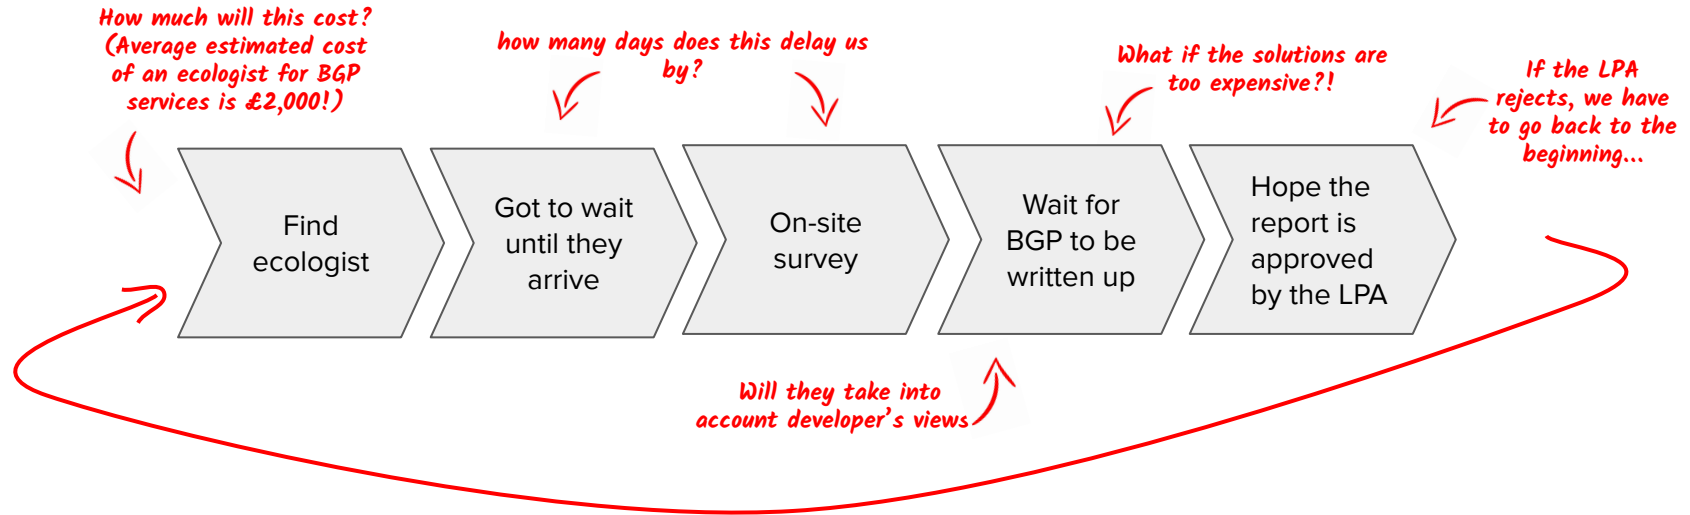 How much will this cost?
(Average estimated cost
of an ecologist for BGP
services is £2,000!)
how many days does this delay us
by?
What if the solutions are
too expensive?!
If the LPA
rejects, we have
to go back to the
beginning...
Find
ecologist
Got to wait
until they
arrive
On-site
survey
Wait for
BGP to be
written up
Hope the
report is
approved
by the LPA
Will they take into
account developer's views